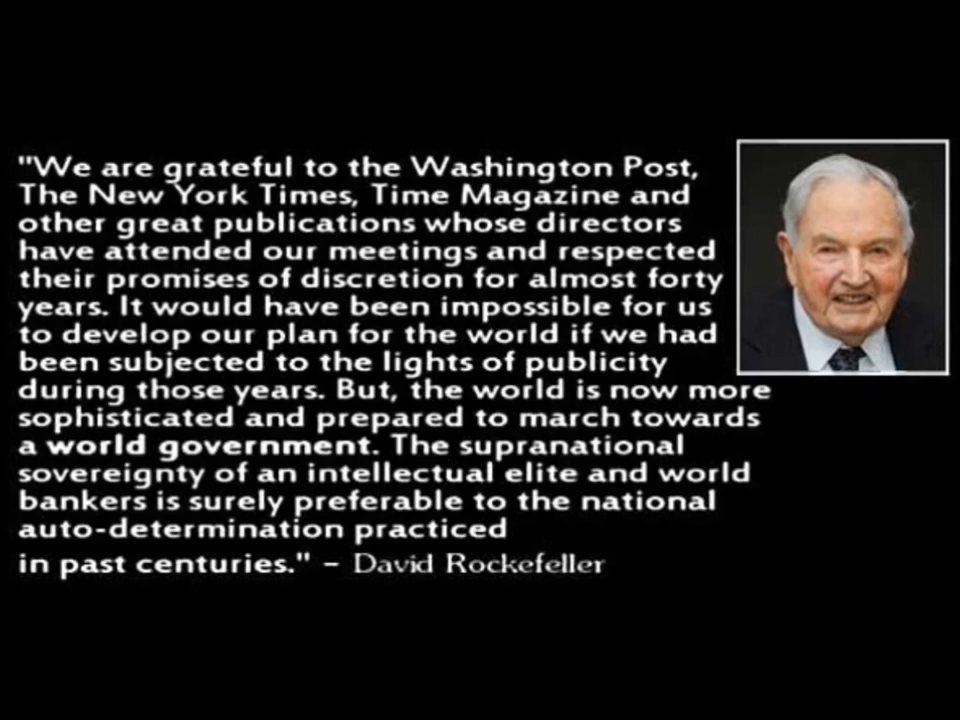 "We are grateful to the Washington Post,
The New York Times, Time Magazine and
other great publications whose directors
have attended our meetings and respected
their promises of discretion for almost forty
years. It would have been impossible for us
to develop our plan for the world if we had
been subjected to the lights of publicity
during those years. But, the world is now more
sophisticated and prepared to march towards
a world government. The supranational
sovereignty of an intellectual elite and world
bankers is surely preferable to the national
auto-determination practiced
in past centuries." – David Rockefeller